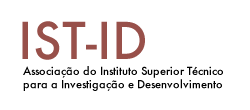 IST-ID
Associação do Instituto Superior Técnico
para a Investigação e Desenvolvimento